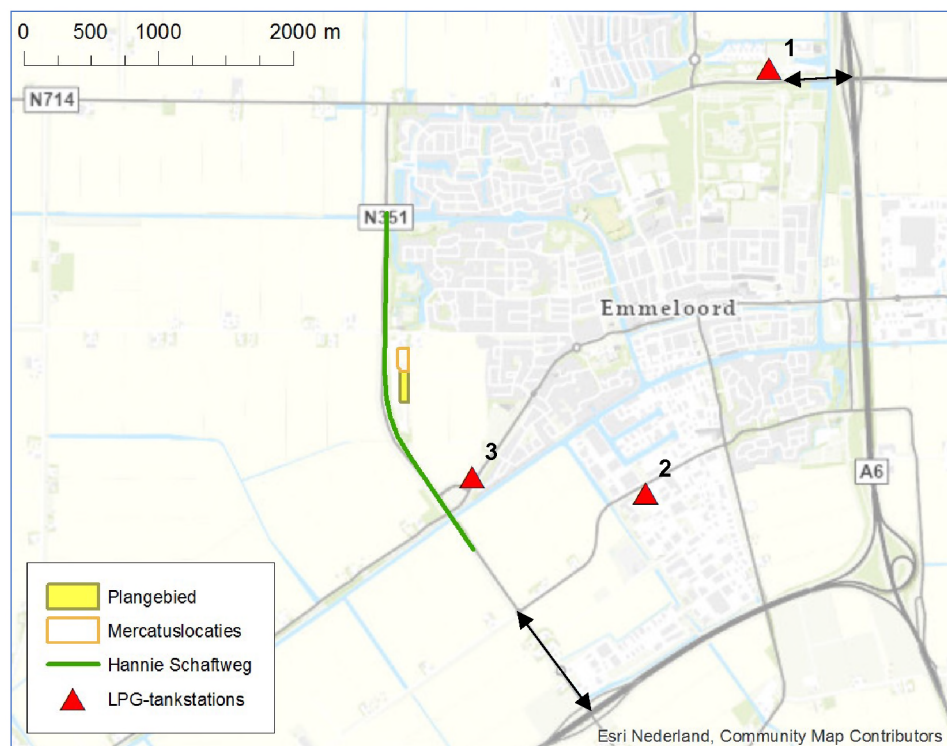 0 500 1000 2000 m
1
N714
N351
Emmeloord
3
2
A6
Plangebied
Mercatuslocaties
Hannie Schaftweg
LPG-tankstations
Esri Nederland, Community Map Contributors